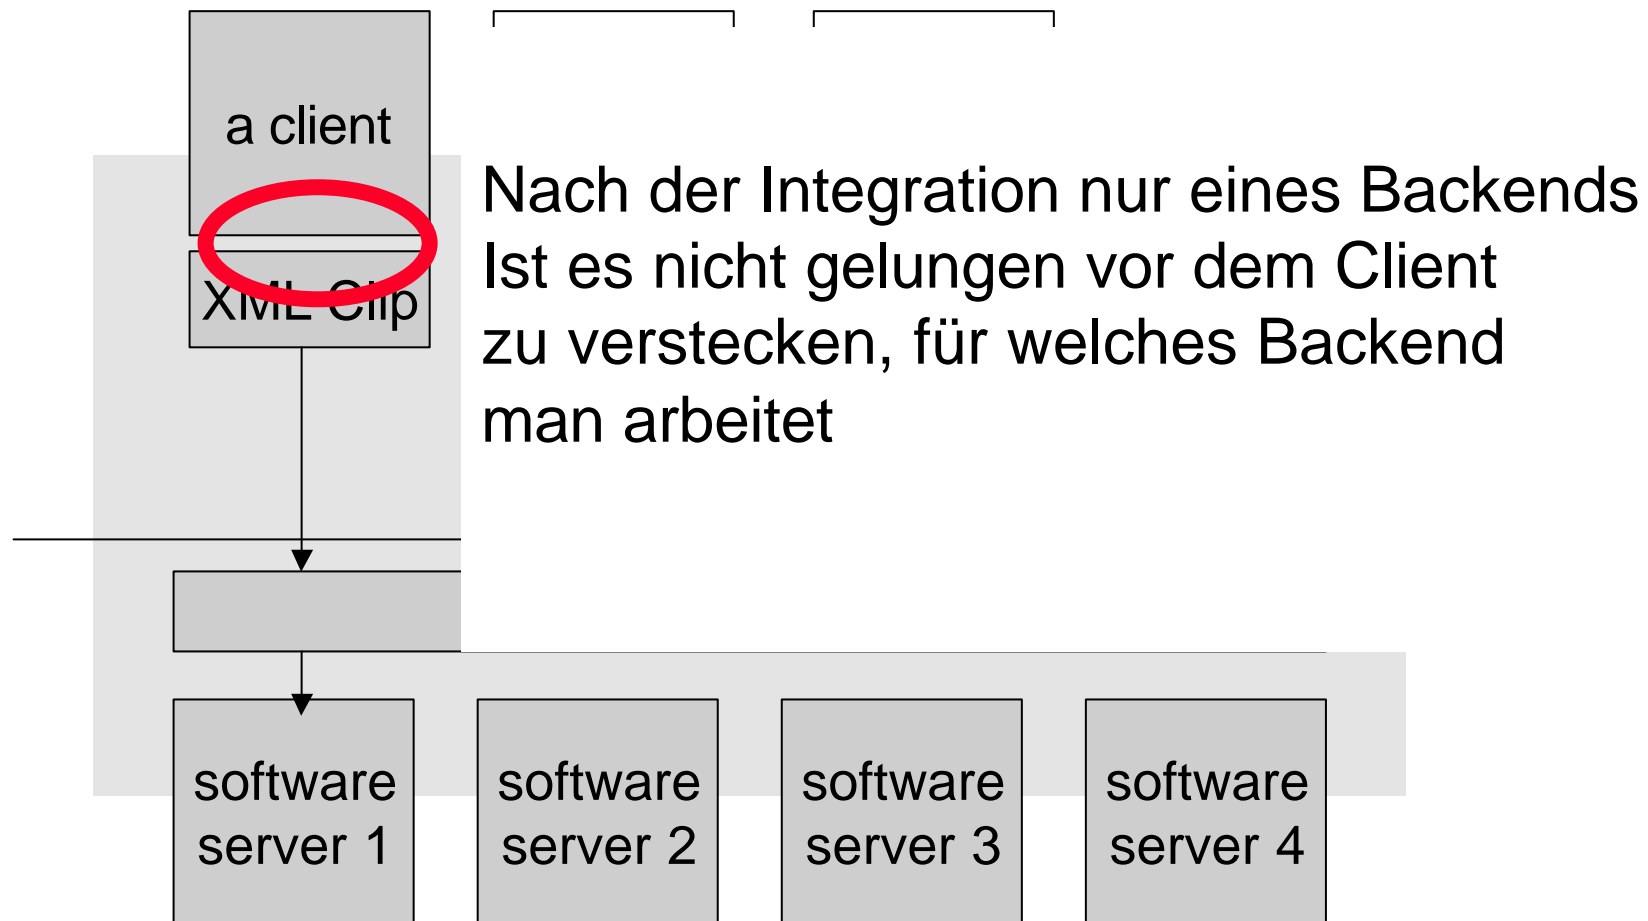 a client
XML Clip
Nach der Integration nur eines Backends
Ist es nicht gelungen vor dem Client
zu verstecken, für welches Backend
man arbeitet
software
server 1
software
server 2
software
server 3
software
server 4